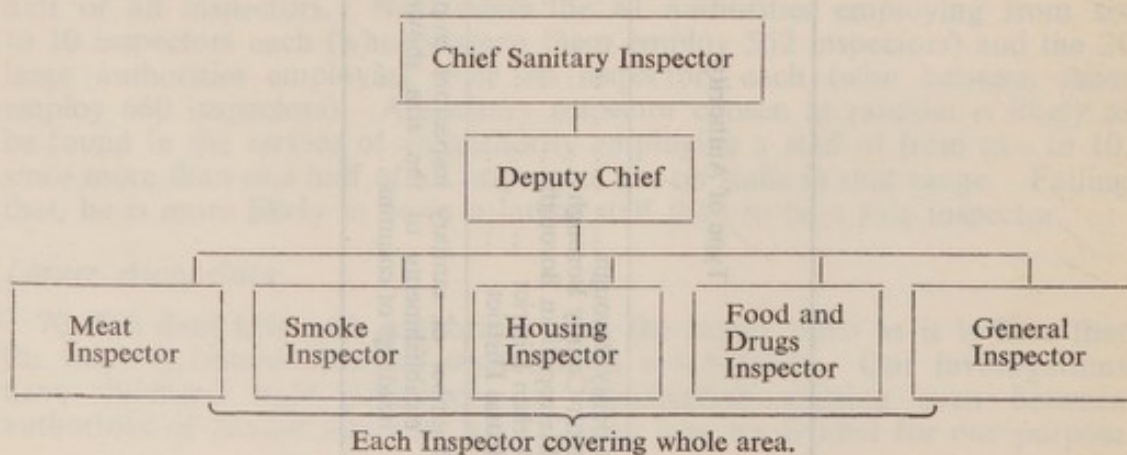 Chief Sanitary Inspector
Deputy Chief
Meat
Inspector
Smoke
Inspector
Housing
Inspector
Food and
Drugs
Inspector
General
Inspector
Each Inspector covering whole area.